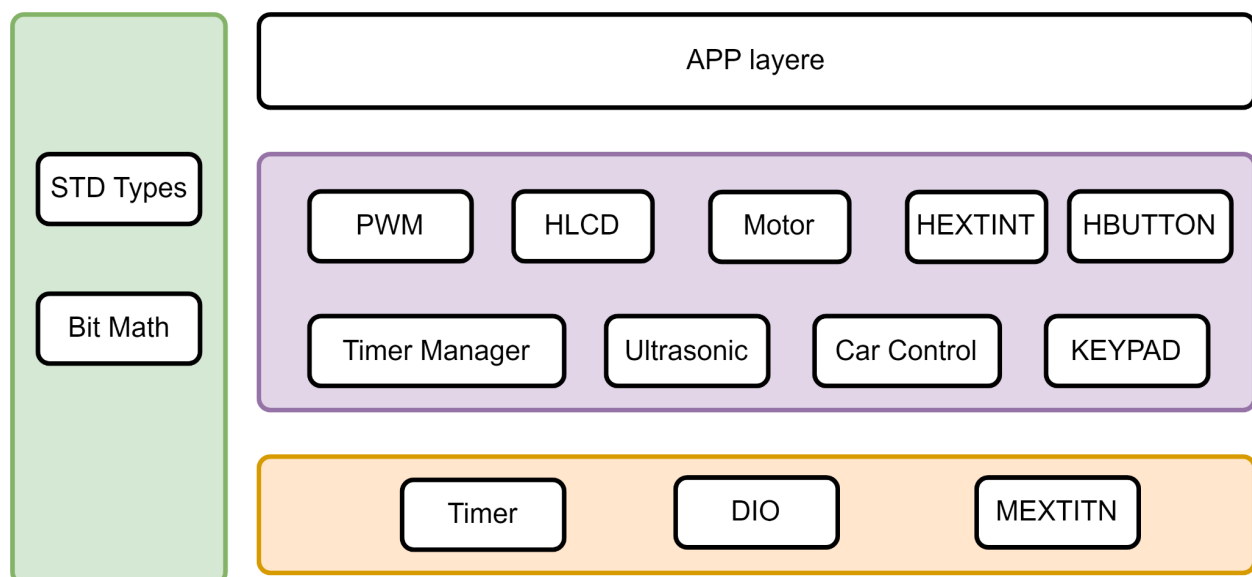 APP layere
STD Types
Bit Math
PWM
HLCD
Motor
HEXTINT
HBUTTON
Timer Manager
Ultrasonic
Car Control
KEYPAD
Timer
DIO
MEXTITN